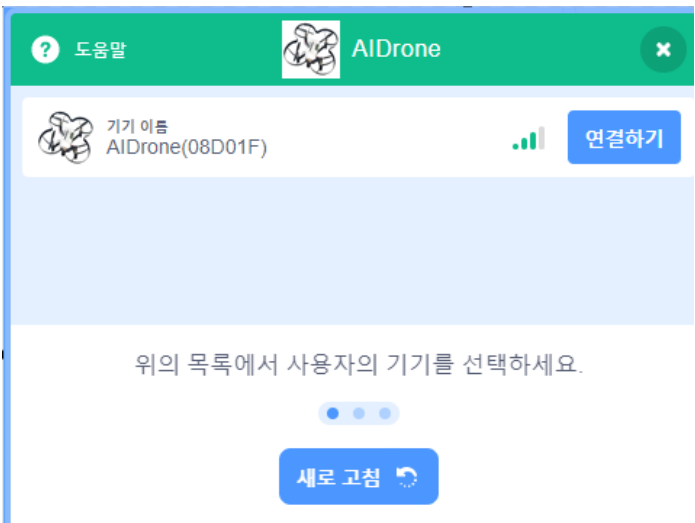 ? 도움말
AIDrone
기기 이름
AIDrone(08D01F)
연결하기
위의 목록에서 사용자의 기기를 선택하세요.
새로 고침